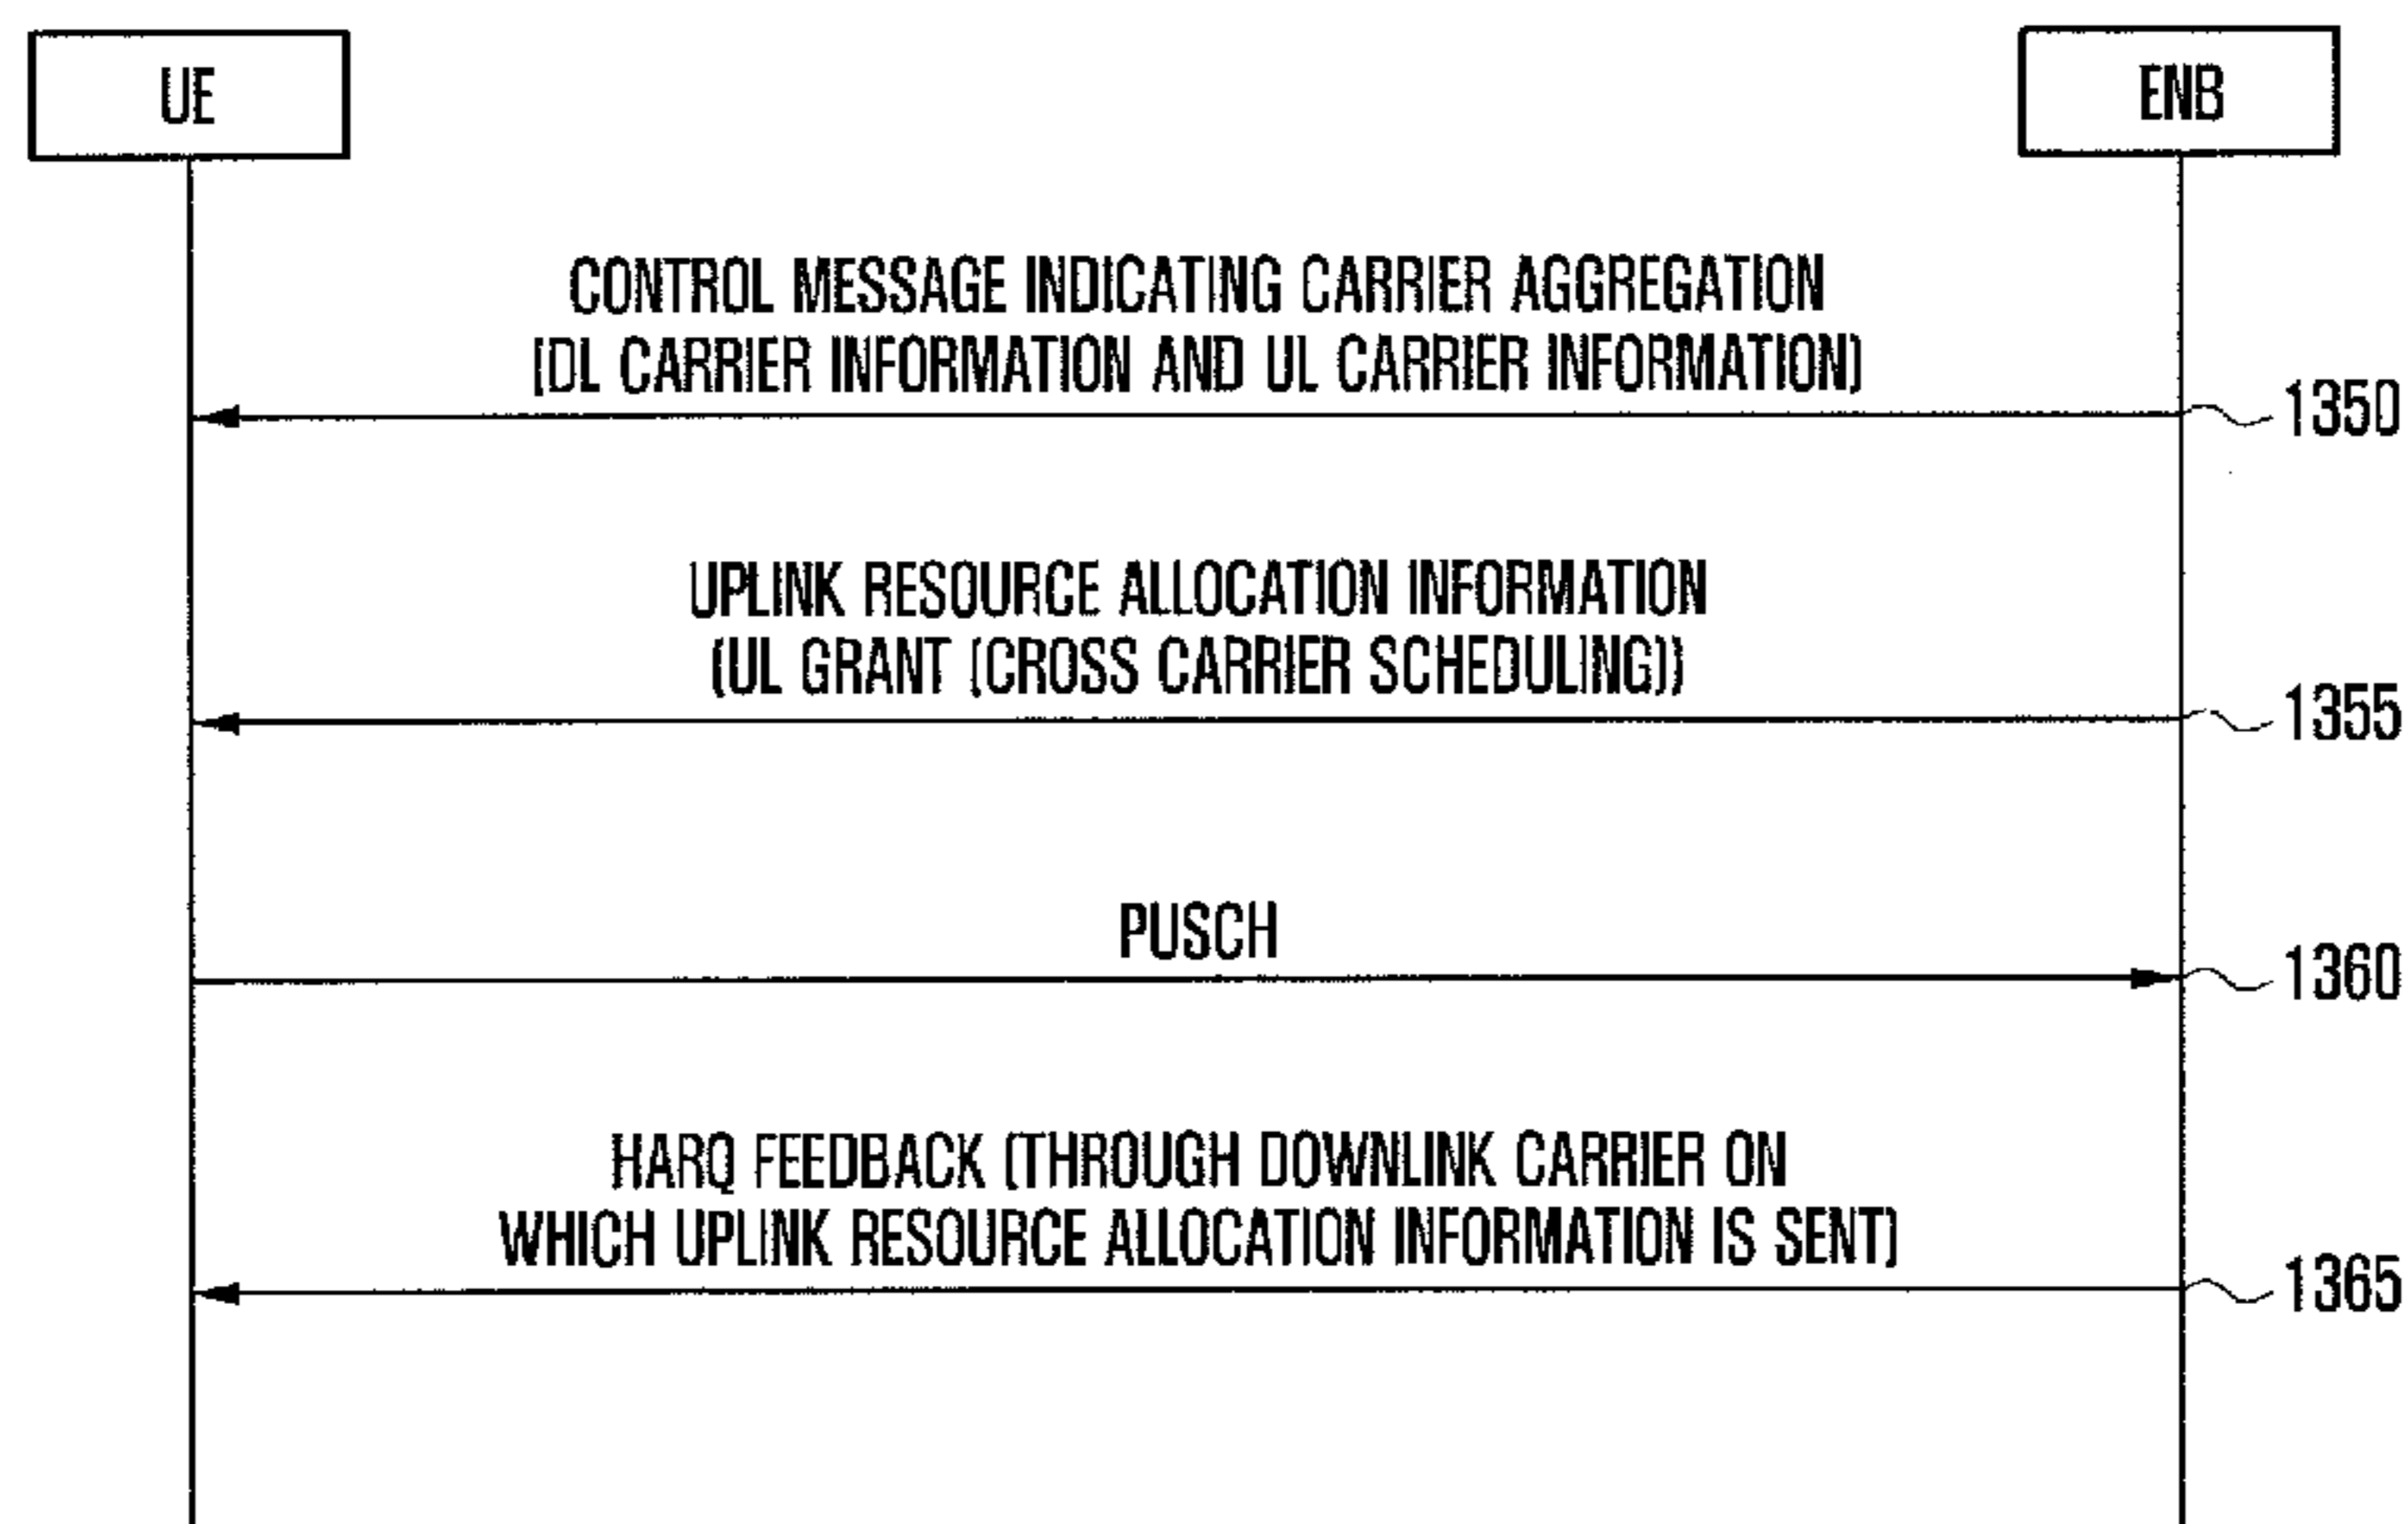 UE
ENB
CONTROL MESSAGE INDICATING CARRIER AGGREGATION
(DL CARRIER INFORMATION AND UL CARRIER INFORMATION)
1350
UPLINK RESOURCE ALLOCATION INFORMATION
(UL GRANT (CROSS CARRIER SCHEDULING))
1355
PUSCH
1360
HARQ FEEDBACK (THROUGH DOWNLINK CARRIER ON
WHICH UPLINK RESOURCE ALLOCATION INFORMATION IS SENT)
1365